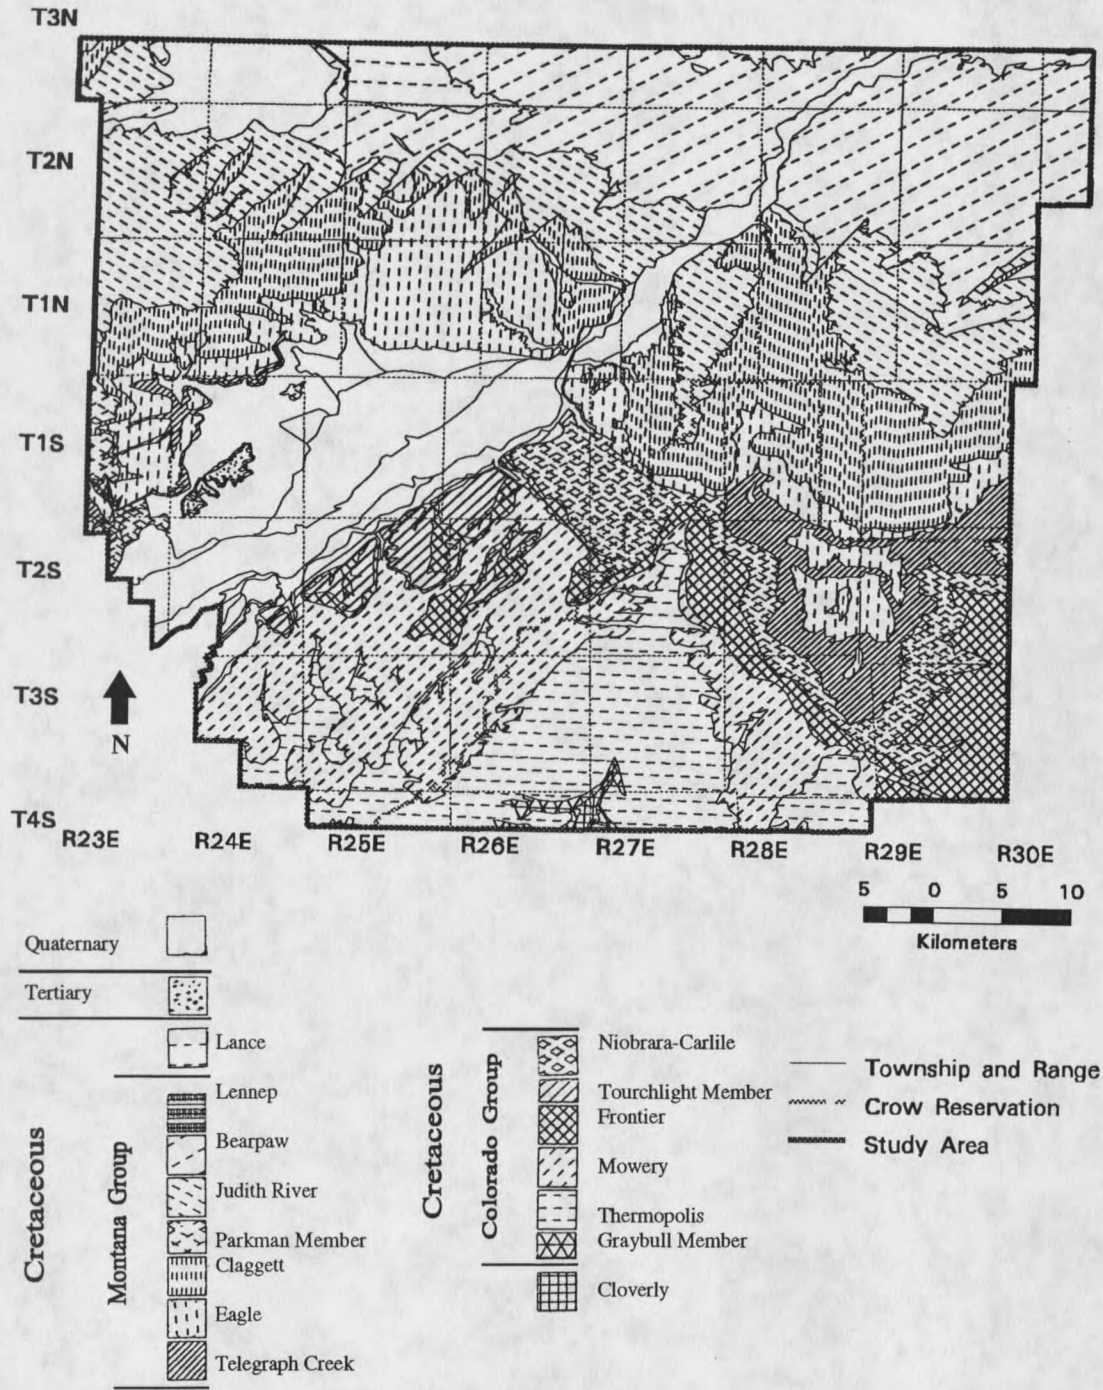 T3N
T2N
T1N
T1S
T2S
T3S
N
T4S
R23E R24E R25E R26E R27E R28E R29E R30E
5 0 5 10
Kilometers
Quaternary
Tertiary
Cretaceous
Lance
Montana Group
Lennep
Bearpaw
Judith River
Parkman Member
Claggett
Eagle
Telegraph Creek
Cretaceous
Colorado Group
Niobrara-Carlile
Tourchlight Member
Frontier
Mowery
Thermopolis
Graybull Member
Cloverly
Township and Range
Crow Reservation
Study Area